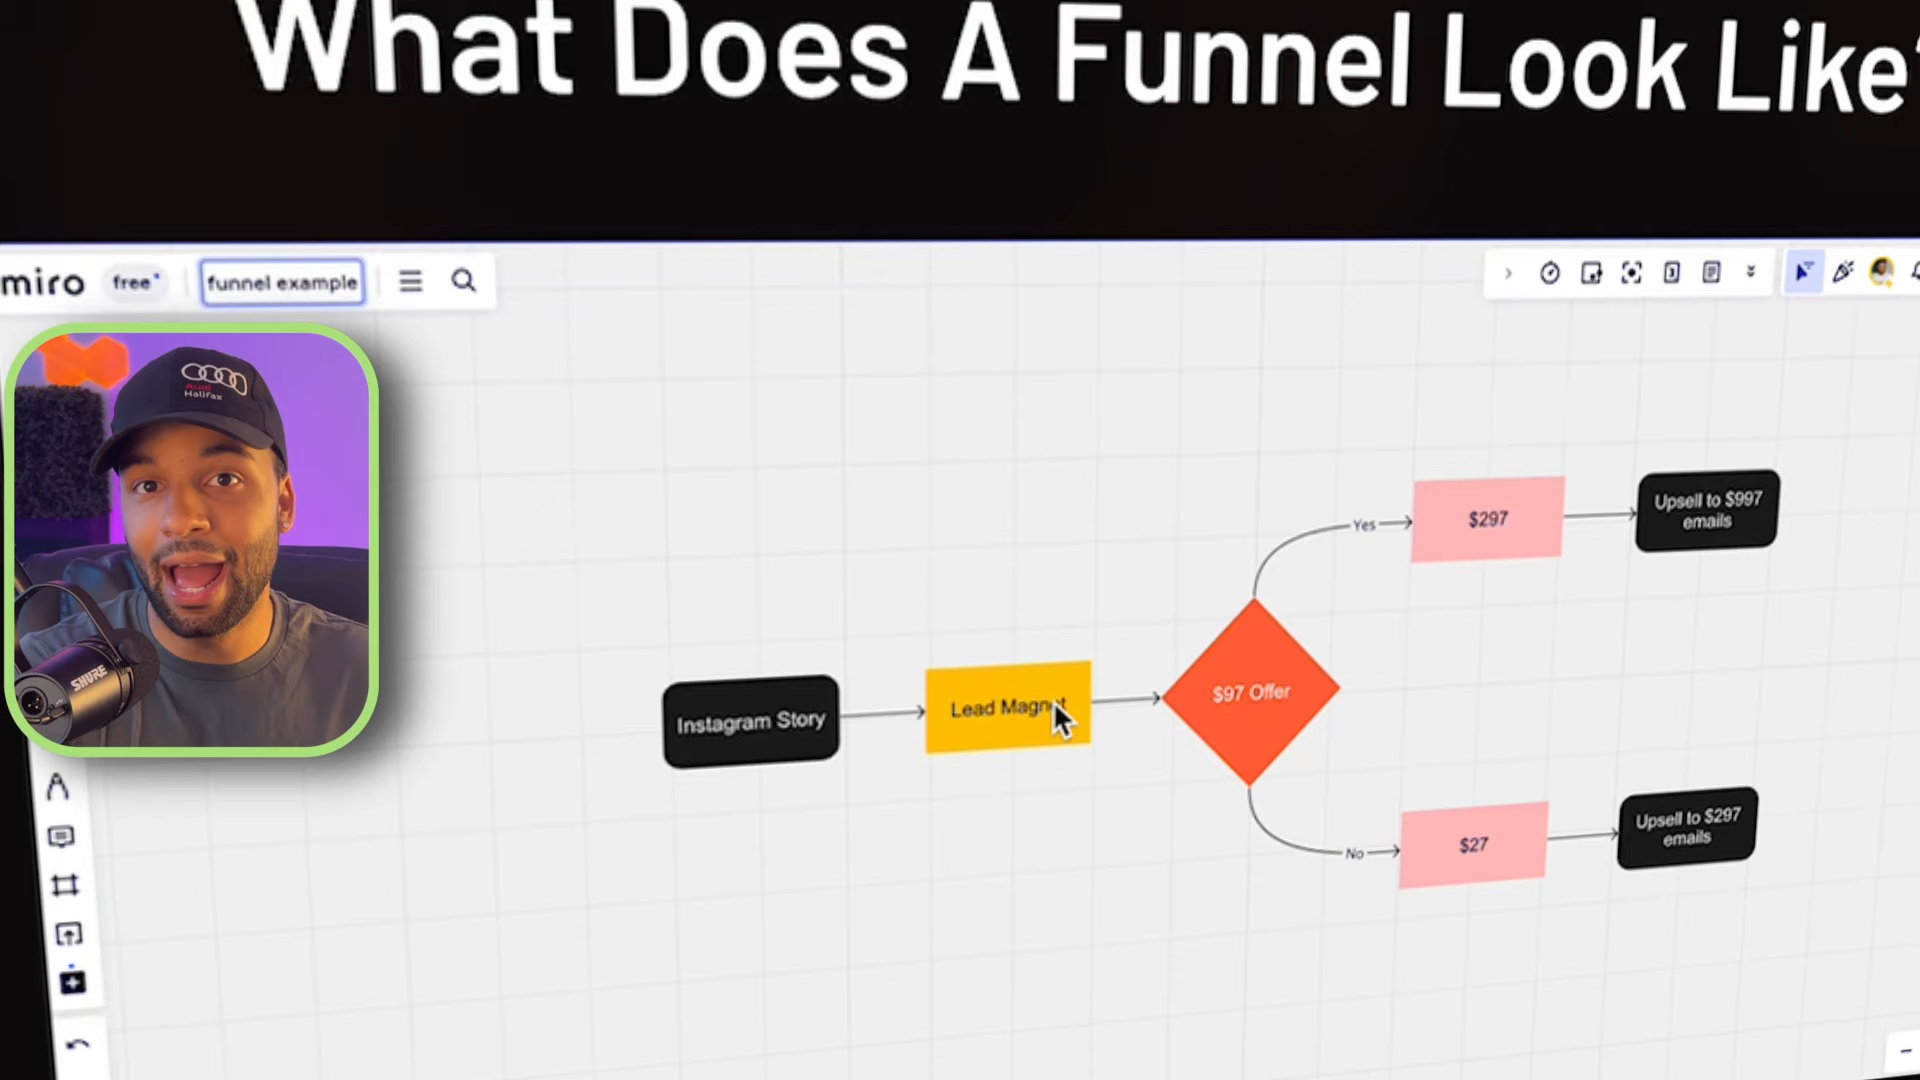 What Does A Funnel Look Like
miro
free
funnel example
Audi
Halifax
SHURE
Instagram Story
Lead Magnet
$97 Offer
Yes
$297
Upsell to $997
emails
No
$27
Upsell to $297
emails